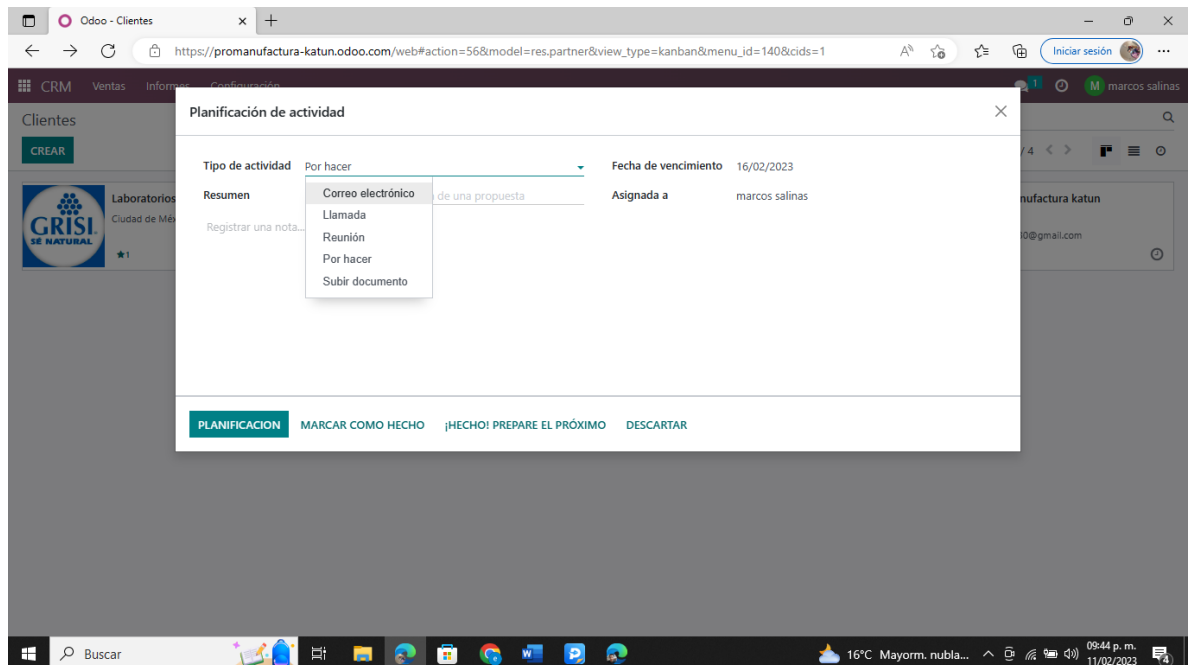 Odoo - Clientes
https://promanufactura-katun.odoo.com/web#action=56&model=res.partner&view_type=kanban&menu_id=140&cids=1
Iniciar sesión
CRM Ventas Informes Configuración
1 M marcos salinas
Clientes
CREAR
/ 4
Planificación de actividad
Tipo de actividad Por hacer
Fecha de vencimiento 16/02/2023
Resumen de una propuesta
Asignada a marcos salinas
Registrar una nota...
Correo electrónico
Llamada
Reunión
Por hacer
Subir documento
PLANIFICACION MARCAR COMO HECHO ¡HECHO! PREPARE EL PRÓXIMO DESCARTAR
GRISI
SÉ NATURAL
Laboratorios
Ciudad de Méx
1
nufactura katun
@gmail.com
Buscar
16°C Mayorm. nubla...
09:44 p. m.
11/02/2023
4